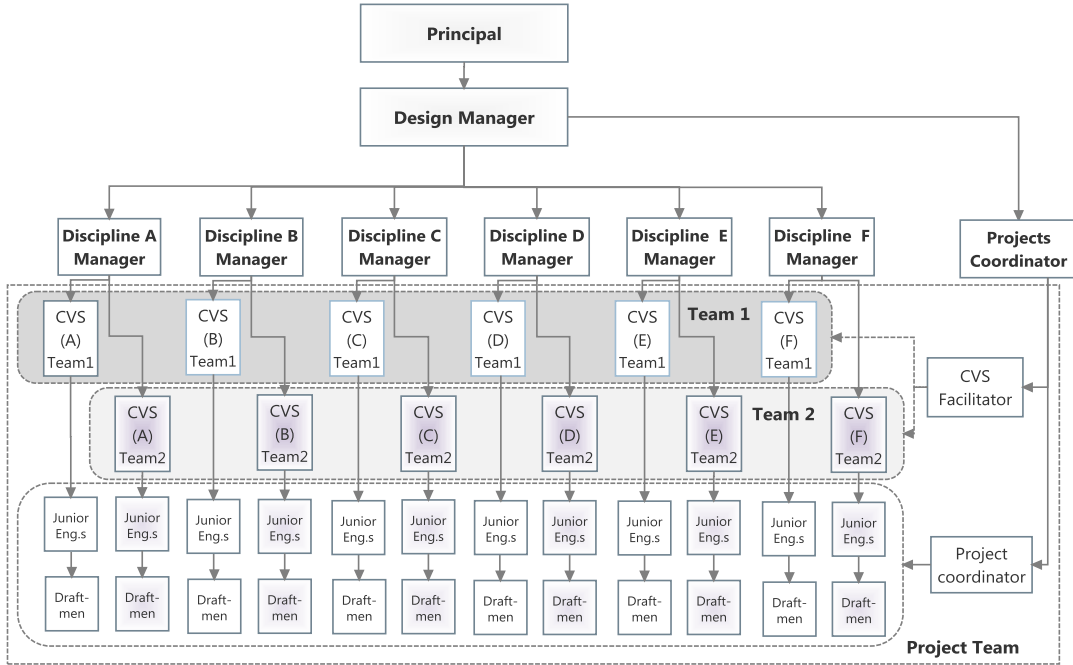 Principal
Design Manager
Discipline A
Manager
Discipline B
Manager
Discipline C
Manager
Discipline D
Manager
Discipline E
Manager
Discipline F
Manager
Projects
Coordinator
Team 1
CVS
(A)
Team1
CVS
(B)
Team1
CVS
(C)
Team1
CVS
(D)
Team1
CVS
(E)
Team1
CVS
(F)
Team1
CVS
Facilitator
Team 2
CVS
(A)
Team2
CVS
(B)
Team2
CVS
(C)
Team2
CVS
(D)
Team2
CVS
(E)
Team2
CVS
(F)
Team2
Junior
Eng.s
Junior
Eng.s
Junior
Eng.s
Junior
Eng.s
Junior
Eng.s
Junior
Eng.s
Junior
Eng.s
Junior
Eng.s
Junior
Eng.s
Junior
Eng.s
Junior
Eng.s
Junior
Eng.s
Project
coordinator
Draft-
men
Draft-
men
Draft-
men
Draft-
men
Draft-
men
Draft-
men
Draft-
men
Draft-
men
Draft-
men
Draft-
men
Draft-
men
Draft-
men
Project Team